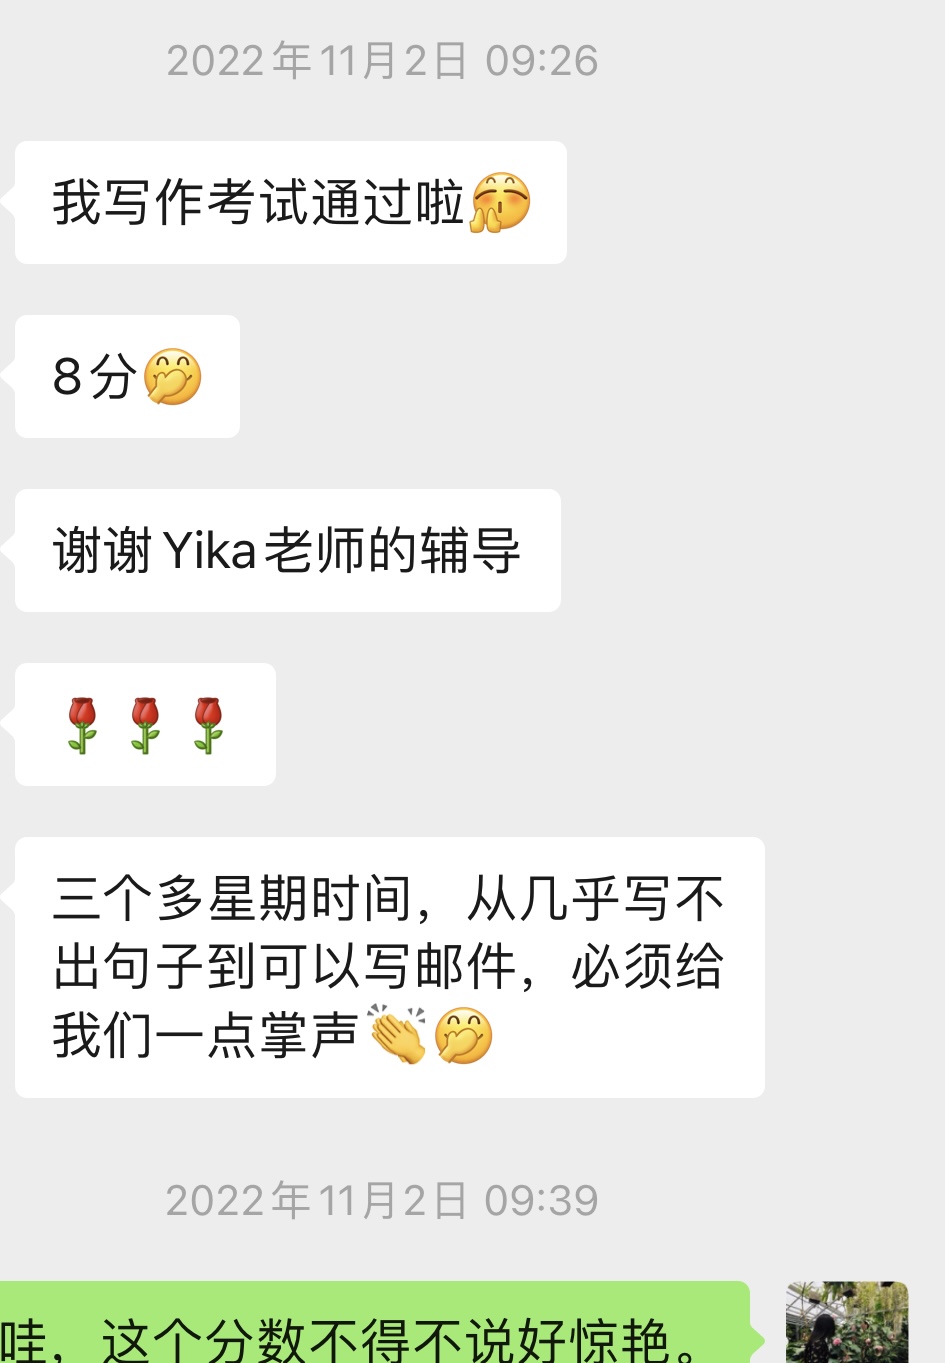 2022年11月2日 09:26
我写作考试通过啦🫢
8分🤭
谢谢Yika老师的辅导
🌹🌹🌹
三个多星期时间，从几乎写不
出句子到可以写邮件，必须给
我们一点掌声👏🤭
2022年11月2日 09:39
哇，这个分数不得不说好惊艳。